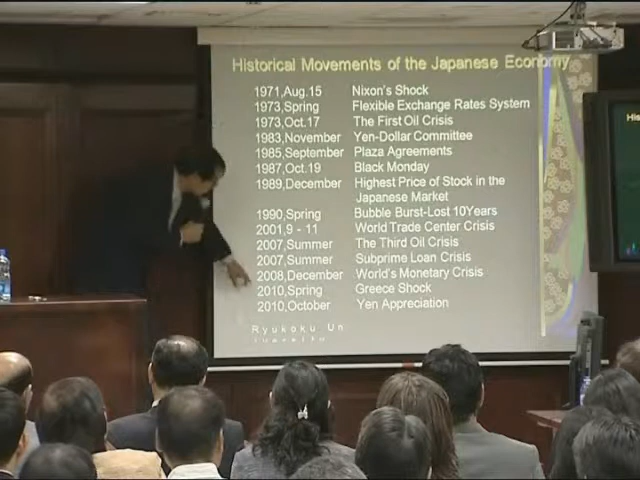 Historical Movements of the Japanese Economy
1971,Aug.15 Nixon's Shock
1973,Spring Flexible Exchange Rates System
1973,Oct.17 The First Oil Crisis
1983,November Yen-Dollar Committee
1985,September Plaza Agreements
1987,Oct.19 Black Monday
1989,December Highest Price of Stock in the
Japanese Market
1990,Spring Bubble Burst-Lost 10Years
2001,9 - 11 World Trade Center Crisis
2007,Summer The Third Oil Crisis
2007,Summer Subprime Loan Crisis
2008,December World's Monetary Crisis
2010,Spring Greece Shock
2010,October Yen Appreciation
Ryukoku Un
His